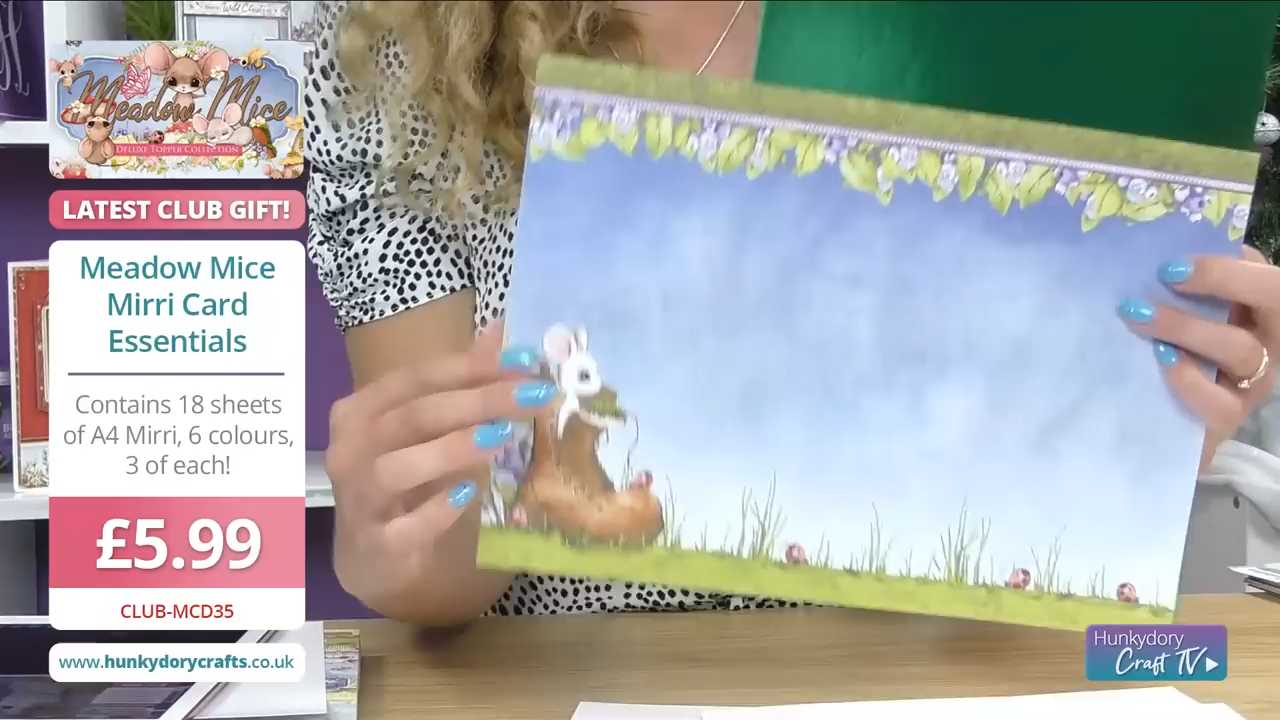 Meadow Mice
DELUXE TOPPER COLLECTION
LATEST CLUB GIFT!
Meadow Mice
Mirri Card
Essentials
Contains 18 sheets
of A4 Mirri, 6 colours,
3 of each!
£5.99
CLUB-MCD35
www.hunkydorycrafts.co.uk
Hunkydory
Craft TV